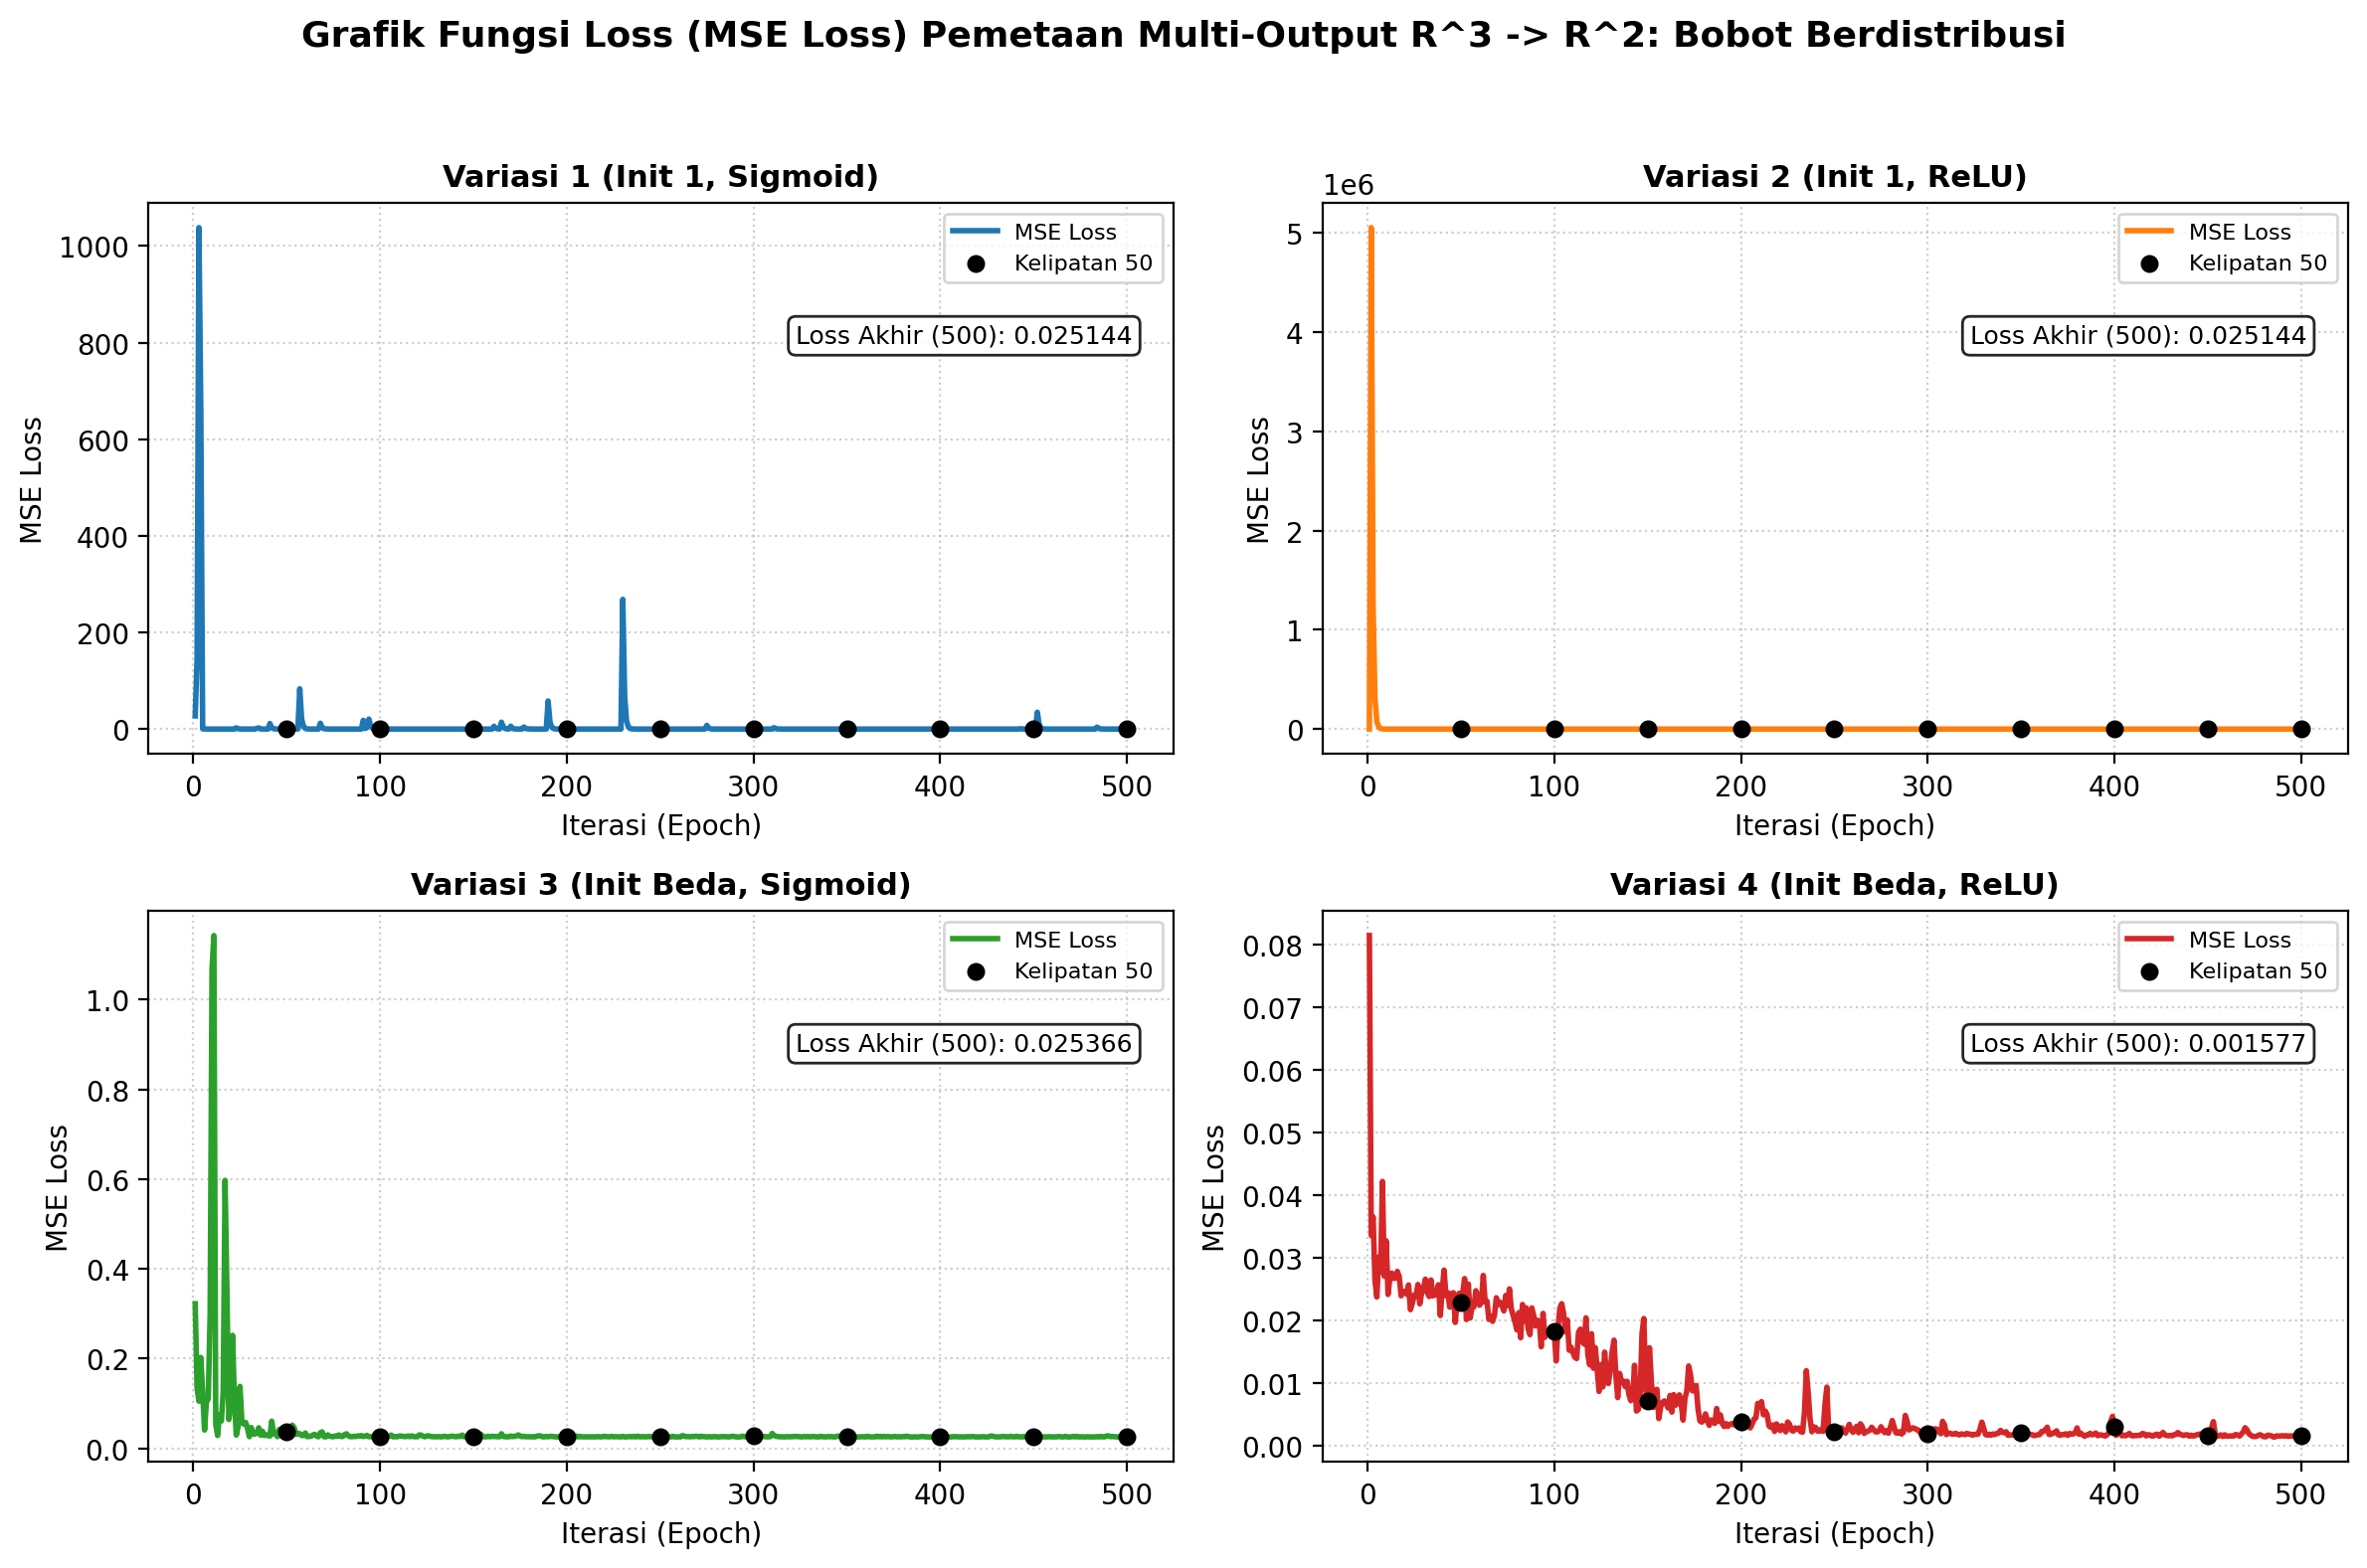 Grafik Fungsi Loss (MSE Loss) Pemetaan Multi-Output R^3 -> R^2: Bobot Berdistribusi
Variasi 1 (Init 1, Sigmoid)
MSE Loss
Kelipatan 50
Loss Akhir (500): 0.025144
1000
800
600
400
200
0
MSE Loss
0 100 200 300 400 500
Iterasi (Epoch)
Variasi 2 (Init 1, ReLU)
1e6
MSE Loss
Kelipatan 50
Loss Akhir (500): 0.025144
5
4
3
2
1
0
MSE Loss
0 100 200 300 400 500
Iterasi (Epoch)
Variasi 3 (Init Beda, Sigmoid)
MSE Loss
Kelipatan 50
Loss Akhir (500): 0.025366
1.0
0.8
0.6
0.4
0.2
0.0
MSE Loss
0 100 200 300 400 500
Iterasi (Epoch)
Variasi 4 (Init Beda, ReLU)
MSE Loss
Kelipatan 50
Loss Akhir (500): 0.001577
0.08
0.07
0.06
0.05
0.04
0.03
0.02
0.01
0.00
MSE Loss
0 100 200 300 400 500
Iterasi (Epoch)